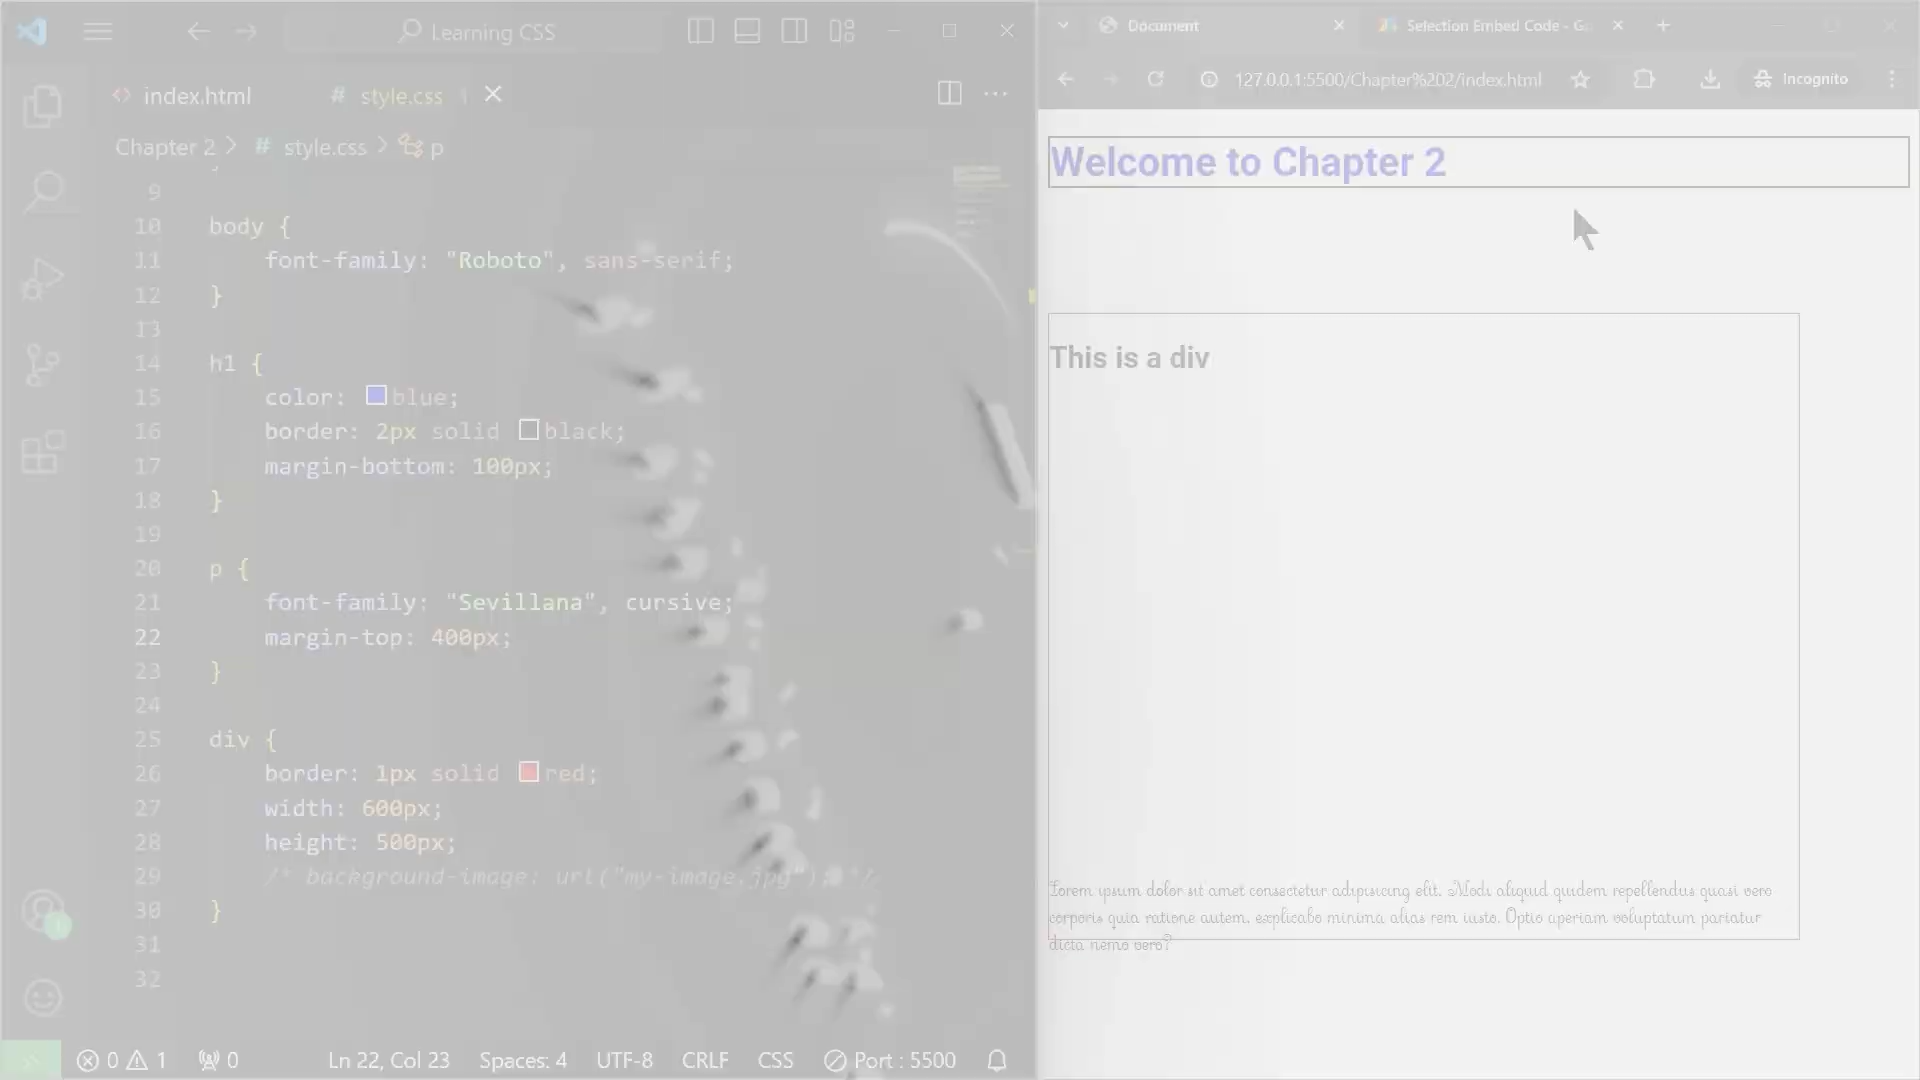 Learning CSS
index.html
# style.css
Chapter 2 > # style.css > p
9
10 body {
11 font-family: "Roboto", sans-serif;
12 }
13
14 h1 {
15 color: blue;
16 border: 2px solid black;
17 margin-bottom: 100px;
18 }
19
20 p {
21 font-family: "Sevillana", cursive;
22 margin-top: 400px;
23 }
24
25 div {
26 border: 1px solid red;
27 width: 600px;
28 height: 500px;
29 /* background-image: url("my-image.jpg"); */
30 }
31
32
0 1 0 Ln 22, Col 23 Spaces: 4 UTF-8 CRLF CSS Port : 5500
Document
Selection Embed Code - Go
127.0.0.1:5500/Chapter%202/index.html
Incognito
Welcome to Chapter 2
This is a div
Lorem ipsum dolor sit amet consectetur adipisicing elit. Modi aliquid quidem repellendus quasi vero
corporis quia ratione autem, explicabo minima alias rem iusto. Optio aperiam voluptatum pariatur
dicta nemo vero?